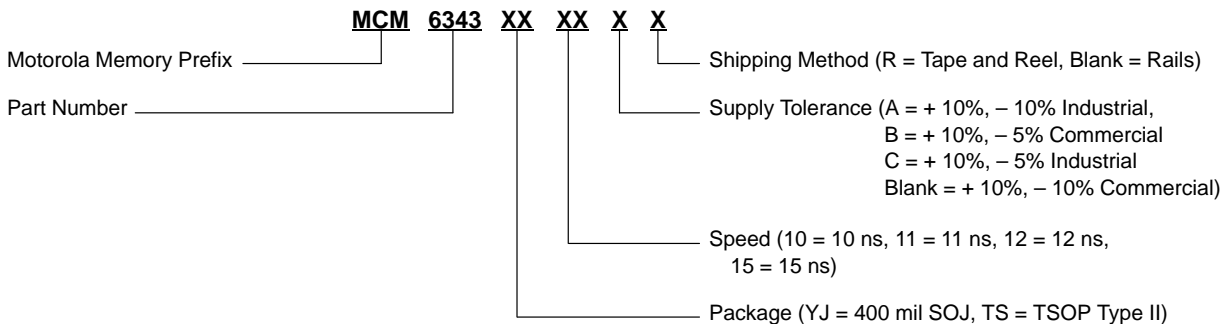 MCM 6343 XX XX X X
Motorola Memory Prefix
Shipping Method (R = Tape and Reel, Blank = Rails)
Part Number
Supply Tolerance (A = + 10%, – 10% Industrial,
B = + 10%, – 5% Commercial
C = + 10%, – 5% Industrial
Blank = + 10%, – 10% Commercial)
Speed (10 = 10 ns, 11 = 11 ns, 12 = 12 ns,
15 = 15 ns)
Package (YJ = 400 mil SOJ, TS = TSOP Type II)